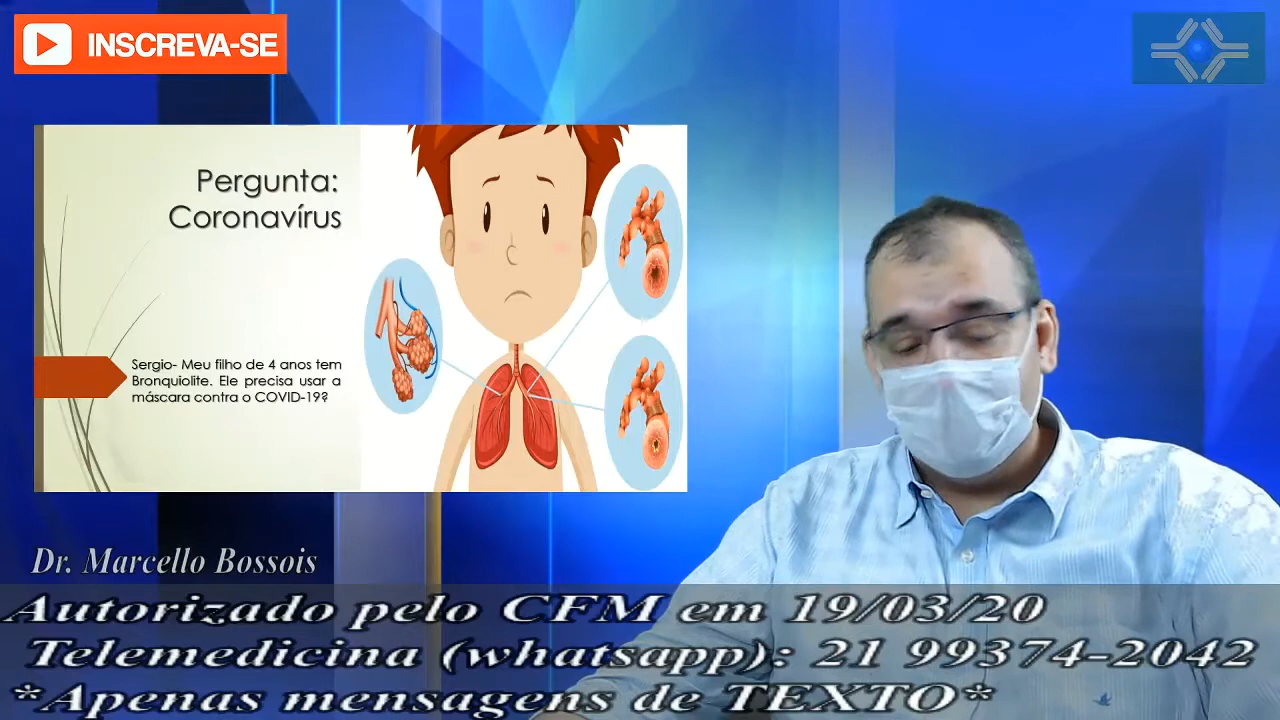 INSCREVA-SE
Pergunta:
Coronavírus
Sergio- Meu filho de 4 anos tem
Bronquiolite. Ele precisa usar a
máscara contra o COVID-19?
Dr. Marcello Bossois
Autorizado pelo CFM em 19/03/20
Telemedicina (whatsapp): 21 99374-2042
*Apenas mensagens de TEXTO*